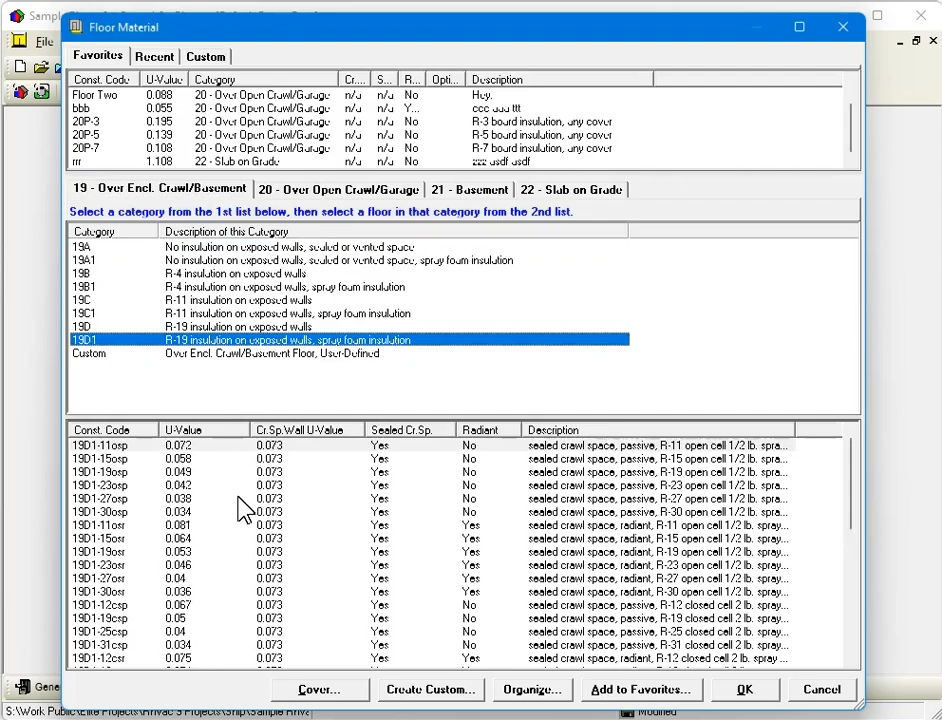 Floor Material
File
Favorites Recent Custom
Const. Code U-Value Category Cr.... S... R... Opti... Description
Floor Two 0.088 20 - Over Open Crawl/Garage n/a n/a No Hey.
bbb 0.055 20 - Over Open Crawl/Garage n/a n/a Y... ccc aaa ttt
20P-3 0.195 20 - Over Open Crawl/Garage n/a n/a No R-3 board insulation, any cover
20P-5 0.139 20 - Over Open Crawl/Garage n/a n/a No R-5 board insulation, any cover
20P-7 0.108 20 - Over Open Crawl/Garage n/a n/a No R-7 board insulation, any cover
rrr 1.108 22 - Slab on Grade n/a n/a No zzz asdf asdf
19 - Over Encl. Crawl/Basement 20 - Over Open Crawl/Garage 21 - Basement 22 - Slab on Grade
Select a category from the 1st list below, then select a floor in that category from the 2nd list.
Category Description of this Category
19A No insulation on exposed walls, sealed or vented space
19A1 No insulation on exposed walls, sealed or vented space, spray foam insulation
19B R-4 insulation on exposed walls
19B1 R-4 insulation on exposed walls, spray foam insulation
19C R-11 insulation on exposed walls
19C1 R-11 insulation on exposed walls, spray foam insulation
19D R-19 insulation on exposed walls
19D1 R-19 insulation on exposed walls, spray foam insulation
Custom Over Encl. Crawl/Basement Floor, User-Defined
Const. Code U-Value Cr.Sp.Wall U-Value Sealed Cr.Sp. Radiant Description
19D1-11osp 0.072 0.073 Yes No sealed crawl space, passive, R-11 open cell 1/2 lb. spra...
19D1-15osp 0.058 0.073 Yes No sealed crawl space, passive, R-15 open cell 1/2 lb. spra...
19D1-19osp 0.049 0.073 Yes No sealed crawl space, passive, R-19 open cell 1/2 lb. spra...
19D1-23osp 0.042 0.073 Yes No sealed crawl space, passive, R-23 open cell 1/2 lb. spra...
19D1-27osp 0.038 0.073 Yes No sealed crawl space, passive, R-27 open cell 1/2 lb. spra...
19D1-30osp 0.034 0.073 Yes No sealed crawl space, passive, R-30 open cell 1/2 lb. spra...
19D1-11osr 0.081 0.073 Yes Yes sealed crawl space, radiant, R-11 open cell 1/2 lb. spray...
19D1-15osr 0.064 0.073 Yes Yes sealed crawl space, radiant, R-15 open cell 1/2 lb. spray...
19D1-19osr 0.053 0.073 Yes Yes sealed crawl space, radiant, R-19 open cell 1/2 lb. spray...
19D1-23osr 0.046 0.073 Yes Yes sealed crawl space, radiant, R-23 open cell 1/2 lb. spray...
19D1-27osr 0.04 0.073 Yes Yes sealed crawl space, radiant, R-27 open cell 1/2 lb. spray...
19D1-30osr 0.036 0.073 Yes Yes sealed crawl space, radiant, R-30 open cell 1/2 lb. spray...
19D1-12csp 0.067 0.073 Yes No sealed crawl space, passive, R-12 closed cell 2 lb. spra...
19D1-19csp 0.05 0.073 Yes No sealed crawl space, passive, R-19 closed cell 2 lb. spra...
19D1-25csp 0.04 0.073 Yes No sealed crawl space, passive, R-25 closed cell 2 lb. spra...
19D1-31csp 0.034 0.073 Yes No sealed crawl space, passive, R-31 closed cell 2 lb. spra...
19D1-12csr 0.075 0.073 Yes Yes sealed crawl space, radiant, R-12 closed cell 2 lb. spray ...
Cover... Create Custom... Organize... Add to Favorites... OK Cancel
Gene
Modified